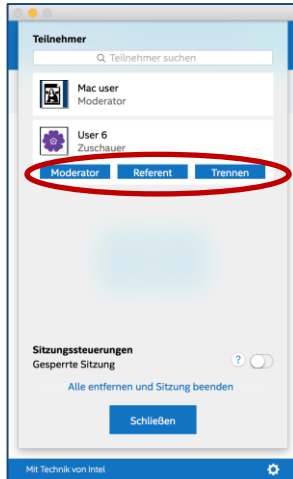 Teilnehmer
Teilnehmer suchen
Mac user
Moderator
User 6
Zuschauer
Moderator Referent Trennen
Sitzungssteuerungen
Gesperrte Sitzung ?
Alle entfernen und Sitzung beenden
Schließen
Mit Technik von Intel